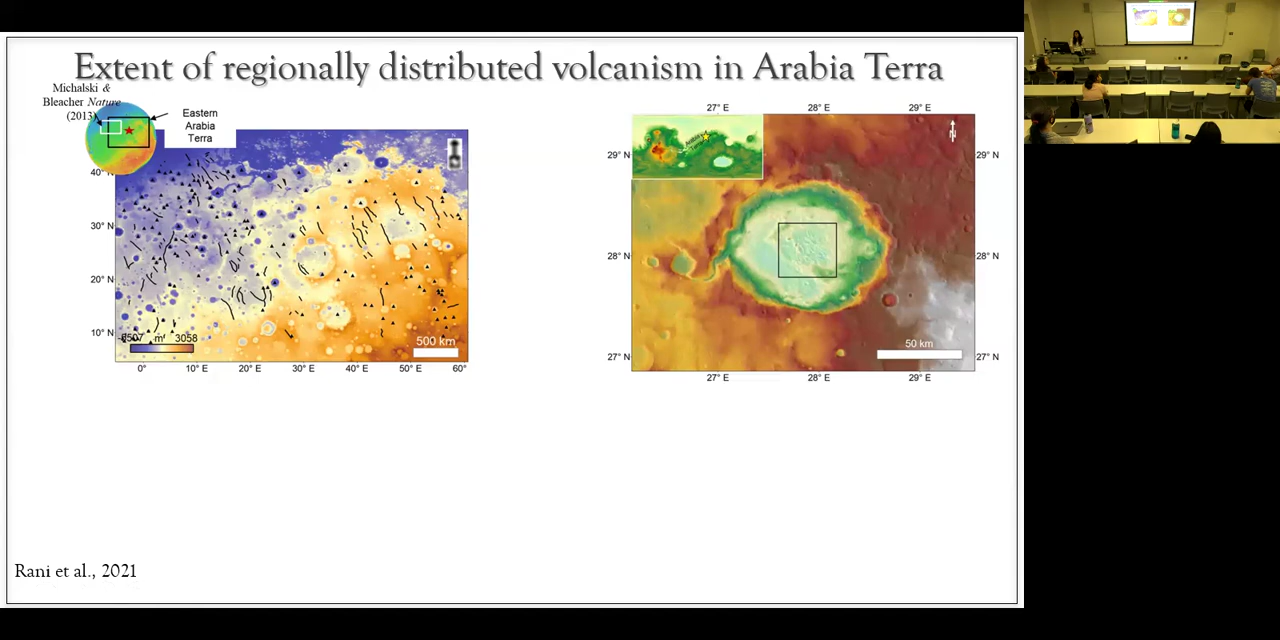 Extent of regionally distributed volcanism in Arabia Terra
Michalski &
Bleacher Nature
(2013)
Eastern
Arabia
Terra
40°
30° N
20° N
10° N
-6507 m 3058
500 km
0° 10° E 20° E 30° E 40° E 50° E 60°
27° E 28° E 29° E
29° N 29° N
N
28° N 28° N
50 km
27° N 27° N
27° E 28° E 29° E
Rani et al., 2021